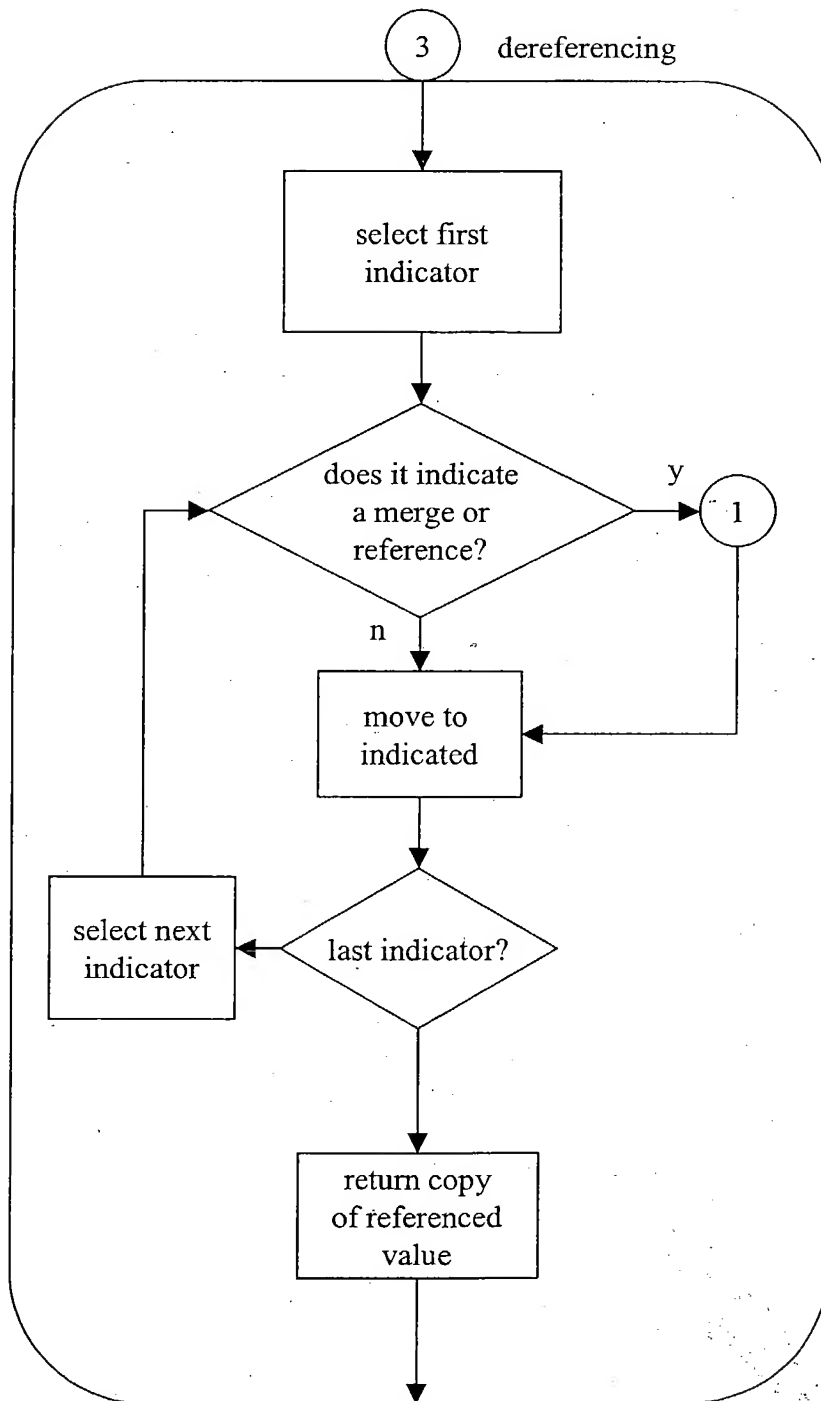 3 dereferencing
select first
indicator
does it indicate
a merge or
reference?
y
1
n
move to
indicated
select next
indicator
last indicator?
return copy
of referenced
value